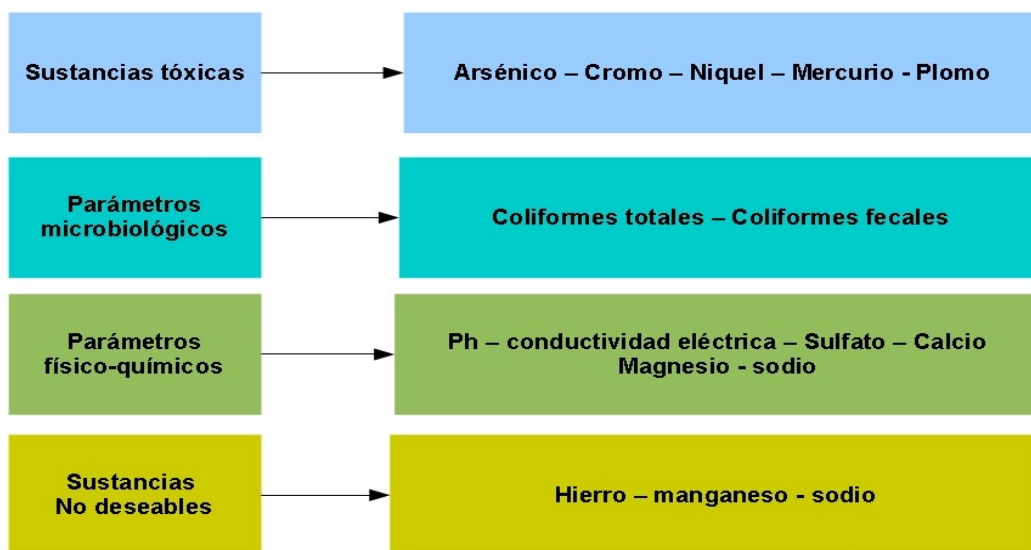 Sustancias tóxicas
Arsénico – Cromo – Niquel – Mercurio - Plomo
Parámetros
microbiológicos
Coliformes totales – Coliformes fecales
Parámetros
físico-químicos
Ph – conductividad eléctrica – Sulfato – Calcio
Magnesio - sodio
Sustancias
No deseables
Hierro – manganeso - sodio